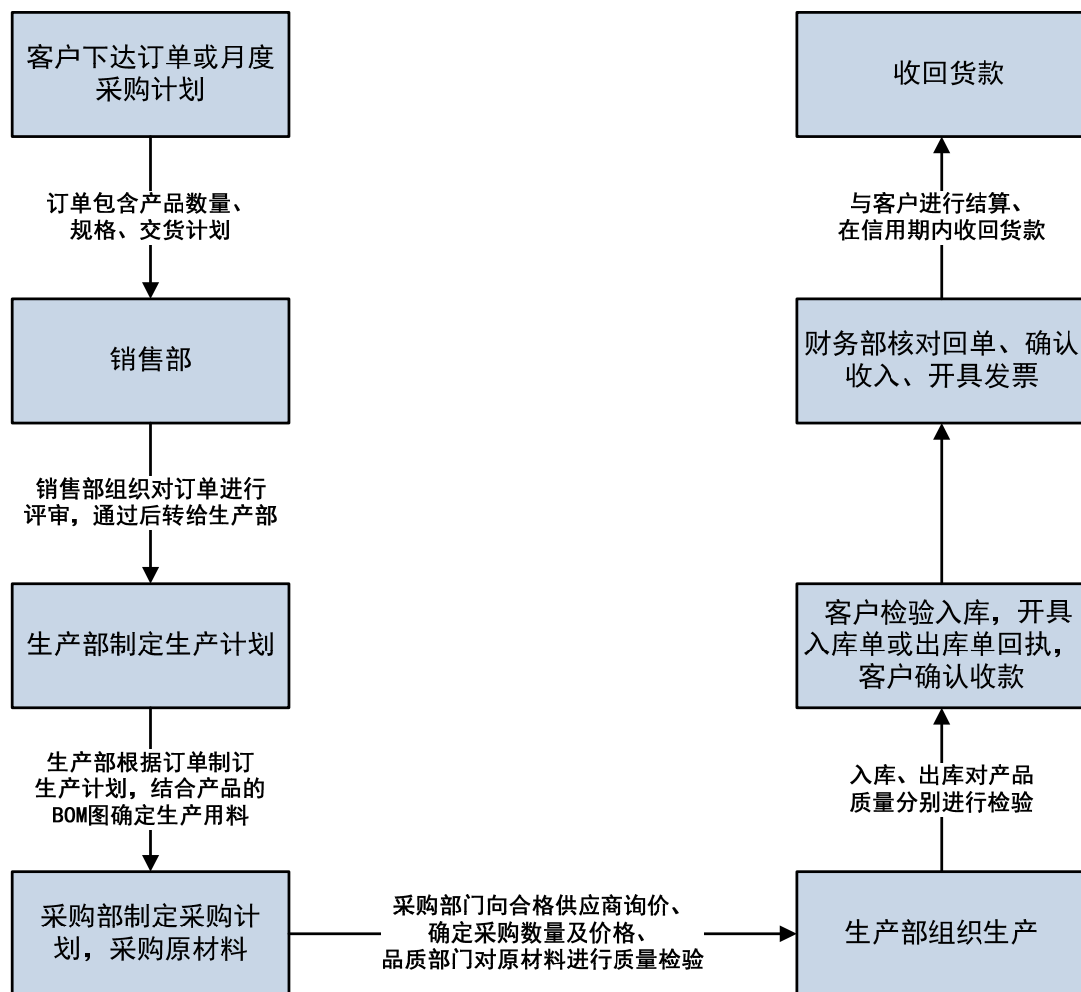 客户下达订单或月度
采购计划
订单包含产品数量、
规格、交货计划
销售部
销售部组织对订单进行
评审，通过后转给生产部
生产部制定生产计划
生产部根据订单制订
生产计划，结合产品的
BOM图确定生产用料
采购部制定采购计
划，采购原材料
采购部门向合格供应商询价、
确定采购数量及价格、
品质部门对原材料进行质量检验
生产部组织生产
入库、出库对产品
质量分别进行检验
客户检验入库，开具
入库单或出库单回执，
客户确认收款
财务部核对回单、确认
收入、开具发票
与客户进行结算、
在信用期内收回货款
收回货款